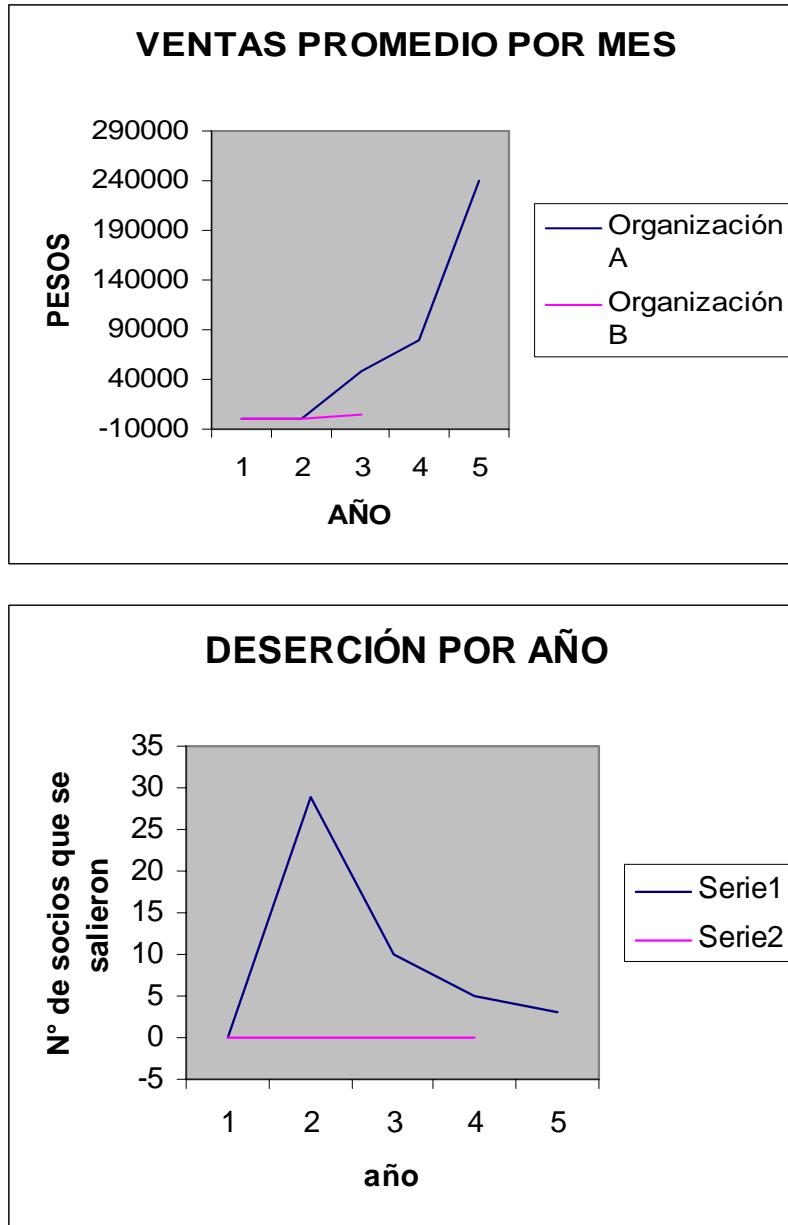 VENTAS PROMEDIO POR MES
290000
240000
190000
140000
90000
40000
-10000
PESOS
1 2 3 4 5
AÑO
Organización
A
Organización
B
DESERCIÓN POR AÑO
N° de socios que se
salieron
35
30
25
20
15
10
5
0
-5
1 2 3 4 5
año
Serie1
Serie2